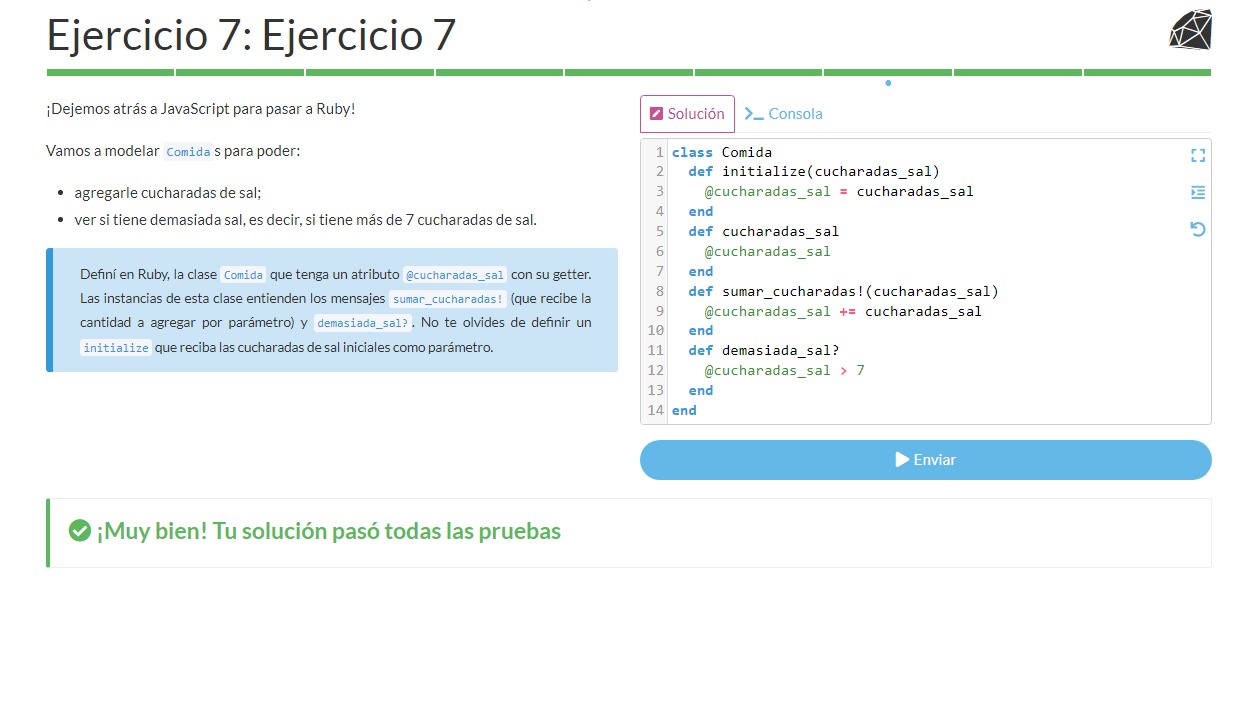 Ejercicio 7: Ejercicio 7
¡Dejemos atrás a JavaScript para pasar a Ruby!
Vamos a modelar Comida s para poder:
• agregarle cucharadas de sal;
• ver si tiene demasiada sal, es decir, si tiene más de 7 cucharadas de sal.
Definí en Ruby, la clase Comida que tenga un atributo @cucharadas_sal con su getter.
Las instancias de esta clase entienden los mensajes sumar_cucharadas! (que recibe la
cantidad a agregar por parámetro) y demasiada_sal?. No te olvides de definir un
initialize que reciba las cucharadas de sal iniciales como parámetro.
Solución
Consola
1 class Comida
2   def initialize(cucharadas_sal)
3     @cucharadas_sal = cucharadas_sal
4   end
5   def cucharadas_sal
6     @cucharadas_sal
7   end
8   def sumar_cucharadas!(cucharadas_sal)
9     @cucharadas_sal += cucharadas_sal
10   end
11   def demasiada_sal?
12     @cucharadas_sal > 7
13   end
14 end
Enviar
¡Muy bien! Tu solución pasó todas las pruebas